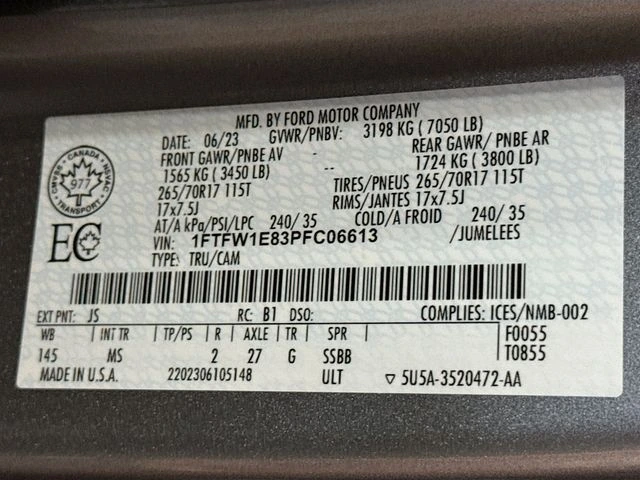 MFD. BY FORD MOTOR COMPANY
DATE: 06/23 GVWR/PNBV: 3198 KG ( 7050 LB)
FRONT GAWR/PNBE AV - REAR GAWR/ PNBE AR
1565 KG ( 3450 LB) - 1724 KG ( 3800 LB)
265/70R17 115T TIRES/PNEUS 265/70R17 115T
17x7.5J RIMS/JANTES 17x7.5J
AT/A kPa/PSI/LPC 240/ 35 COLD/A FROID 240/ 35
VIN: 1FTFW1E83PFC06613 /JUMELEES
TYPE: TRU/CAM
CANADA
977
TRANSPORT
EC
EXT PNT: JS RC: B1 DSO: COMPLIES: ICES/NMB-002
WB INT TR TP/PS R AXLE TR SPR F0055
145 MS 2 27 G SSBB T0855
MADE IN U.S.A. 2202306105148 ULT ▽ 5U5A-3520472-AA